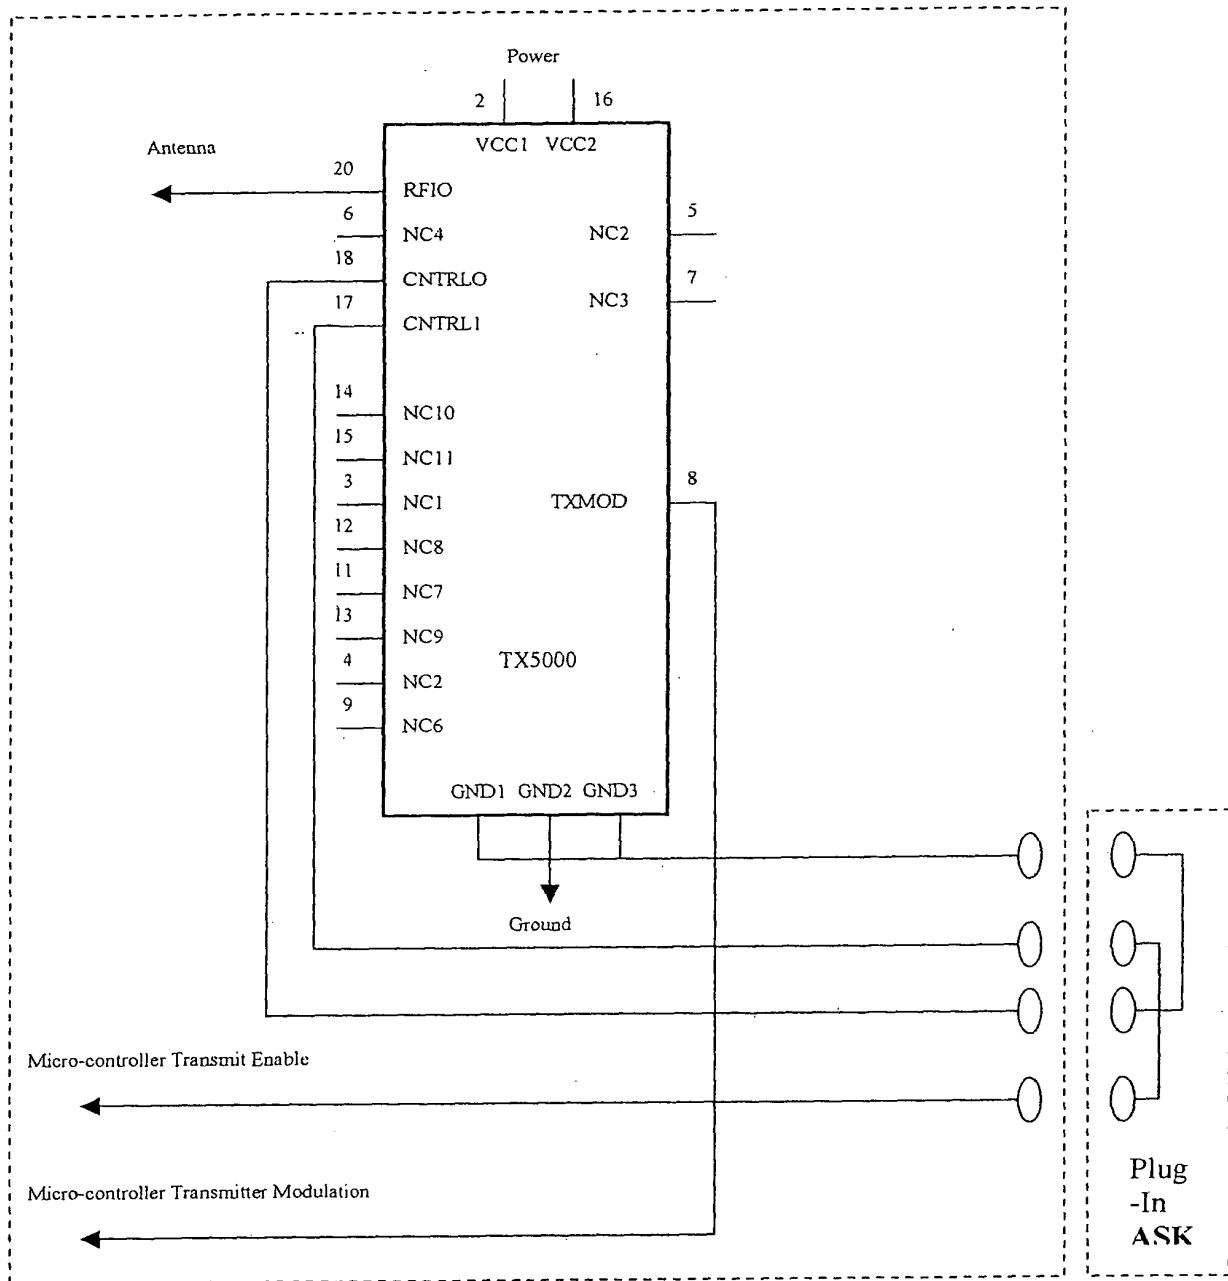 Power
2 16
VCC1 VCC2
Antenna
20
RFIO
6
NC4
5
NC2
18
CNTRLO
7
NC3
17
CNTRL1
14
NC10
15
NC11
3
NC1
8
TXMOD
12
NC8
11
NC7
13
NC9
TX5000
4
NC2
9
NC6
GND1 GND2 GND3
Ground
Micro-controller Transmit Enable
Micro-controller Transmitter Modulation
Plug
-In
ASK